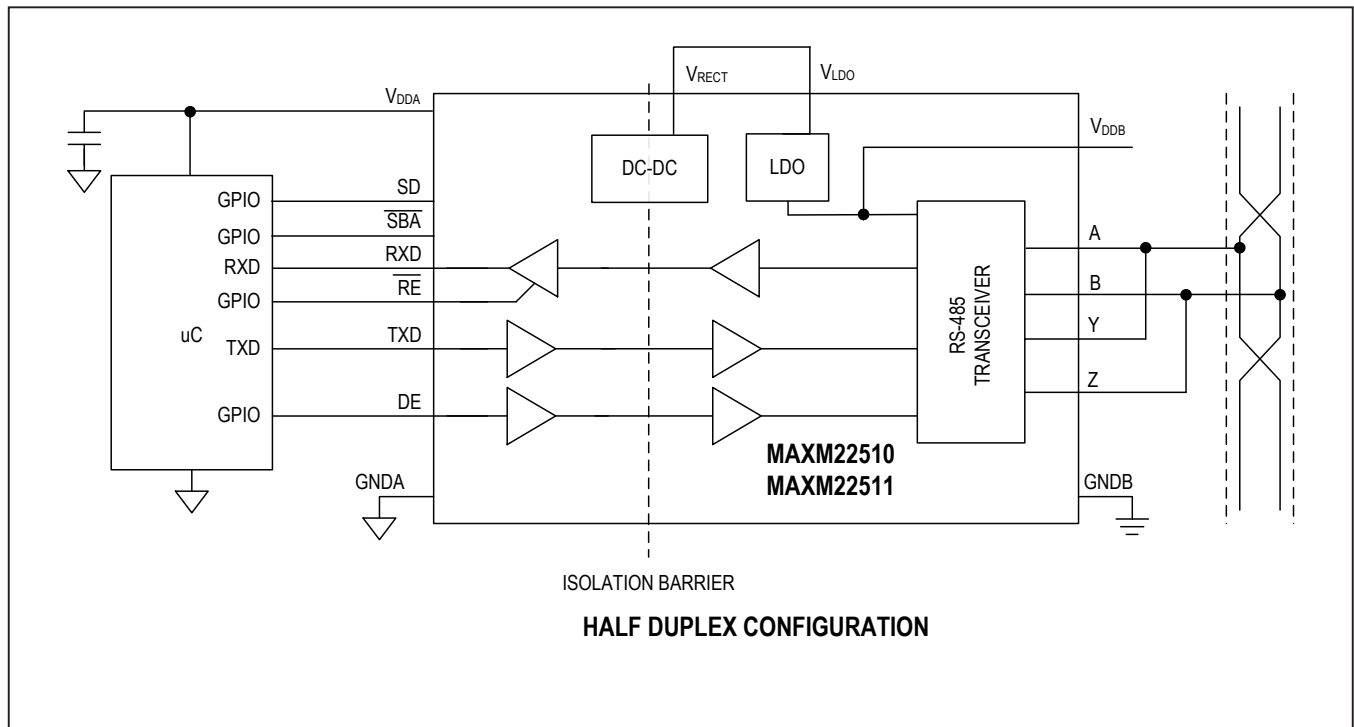 VRECT
VLDO
VDDA
VDDB
DC-DC
LDO
GPIO
SD
GPIO
SBA
RXD
RXD
GPIO
RE
uC
TXD
TXD
GPIO
DE
RS-485
TRANSCEIVER
A
B
Y
Z
MAXM22510
MAXM22511
GNDA
GNDB
ISOLATION BARRIER
HALF DUPLEX CONFIGURATION